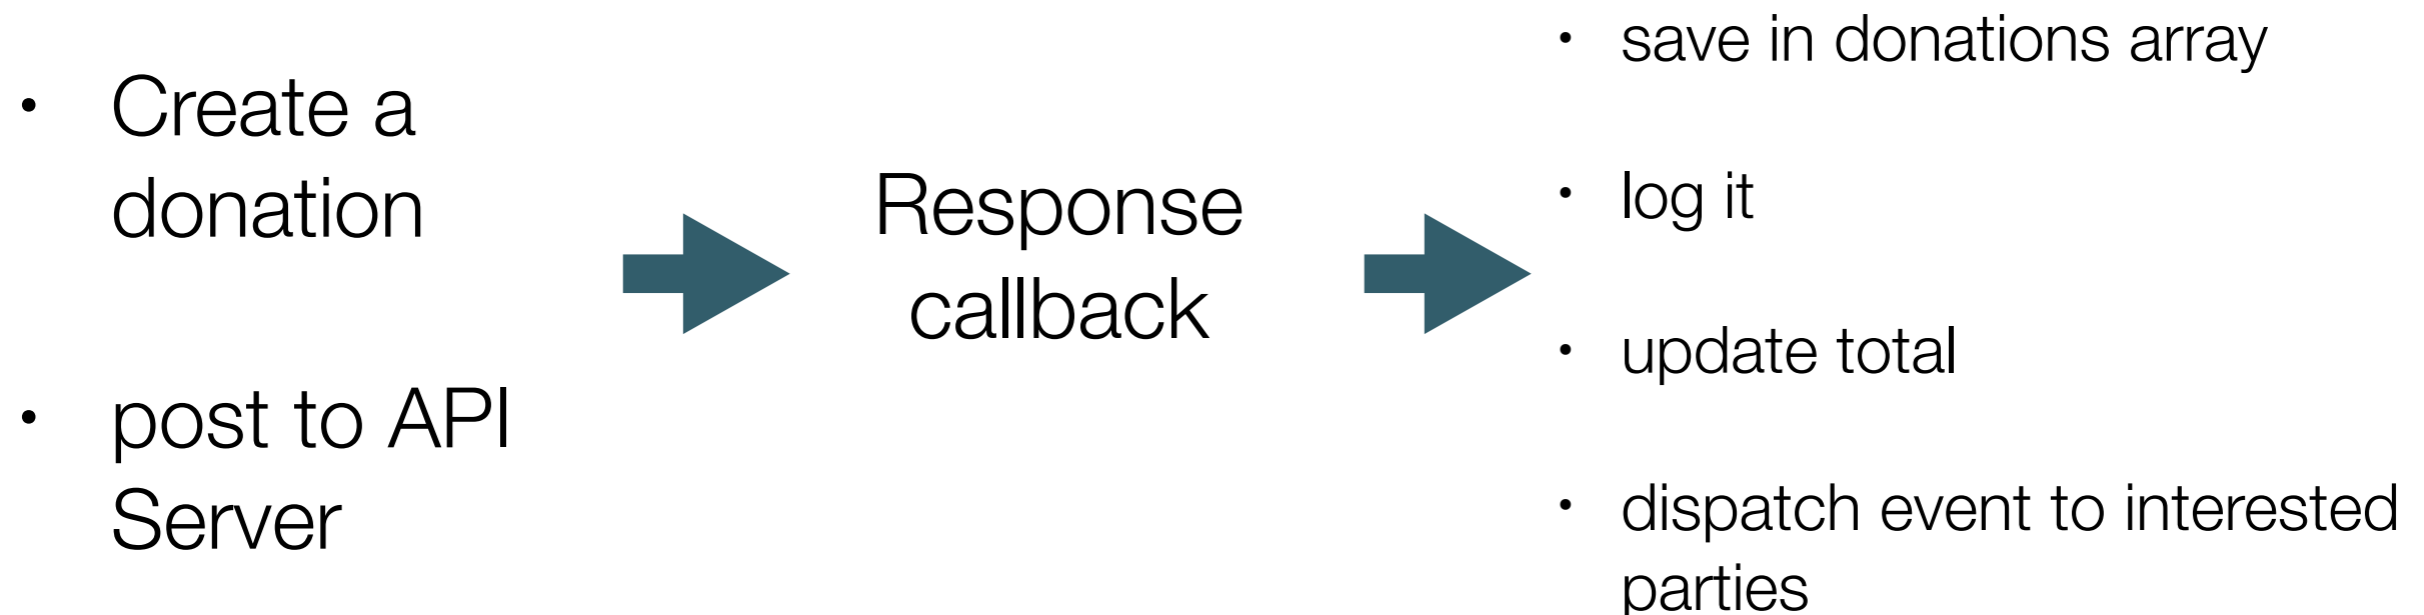 • Create a
donation
• post to API
Server
Response
callback
• save in donations array
• log it
• update total
• dispatch event to interested
parties